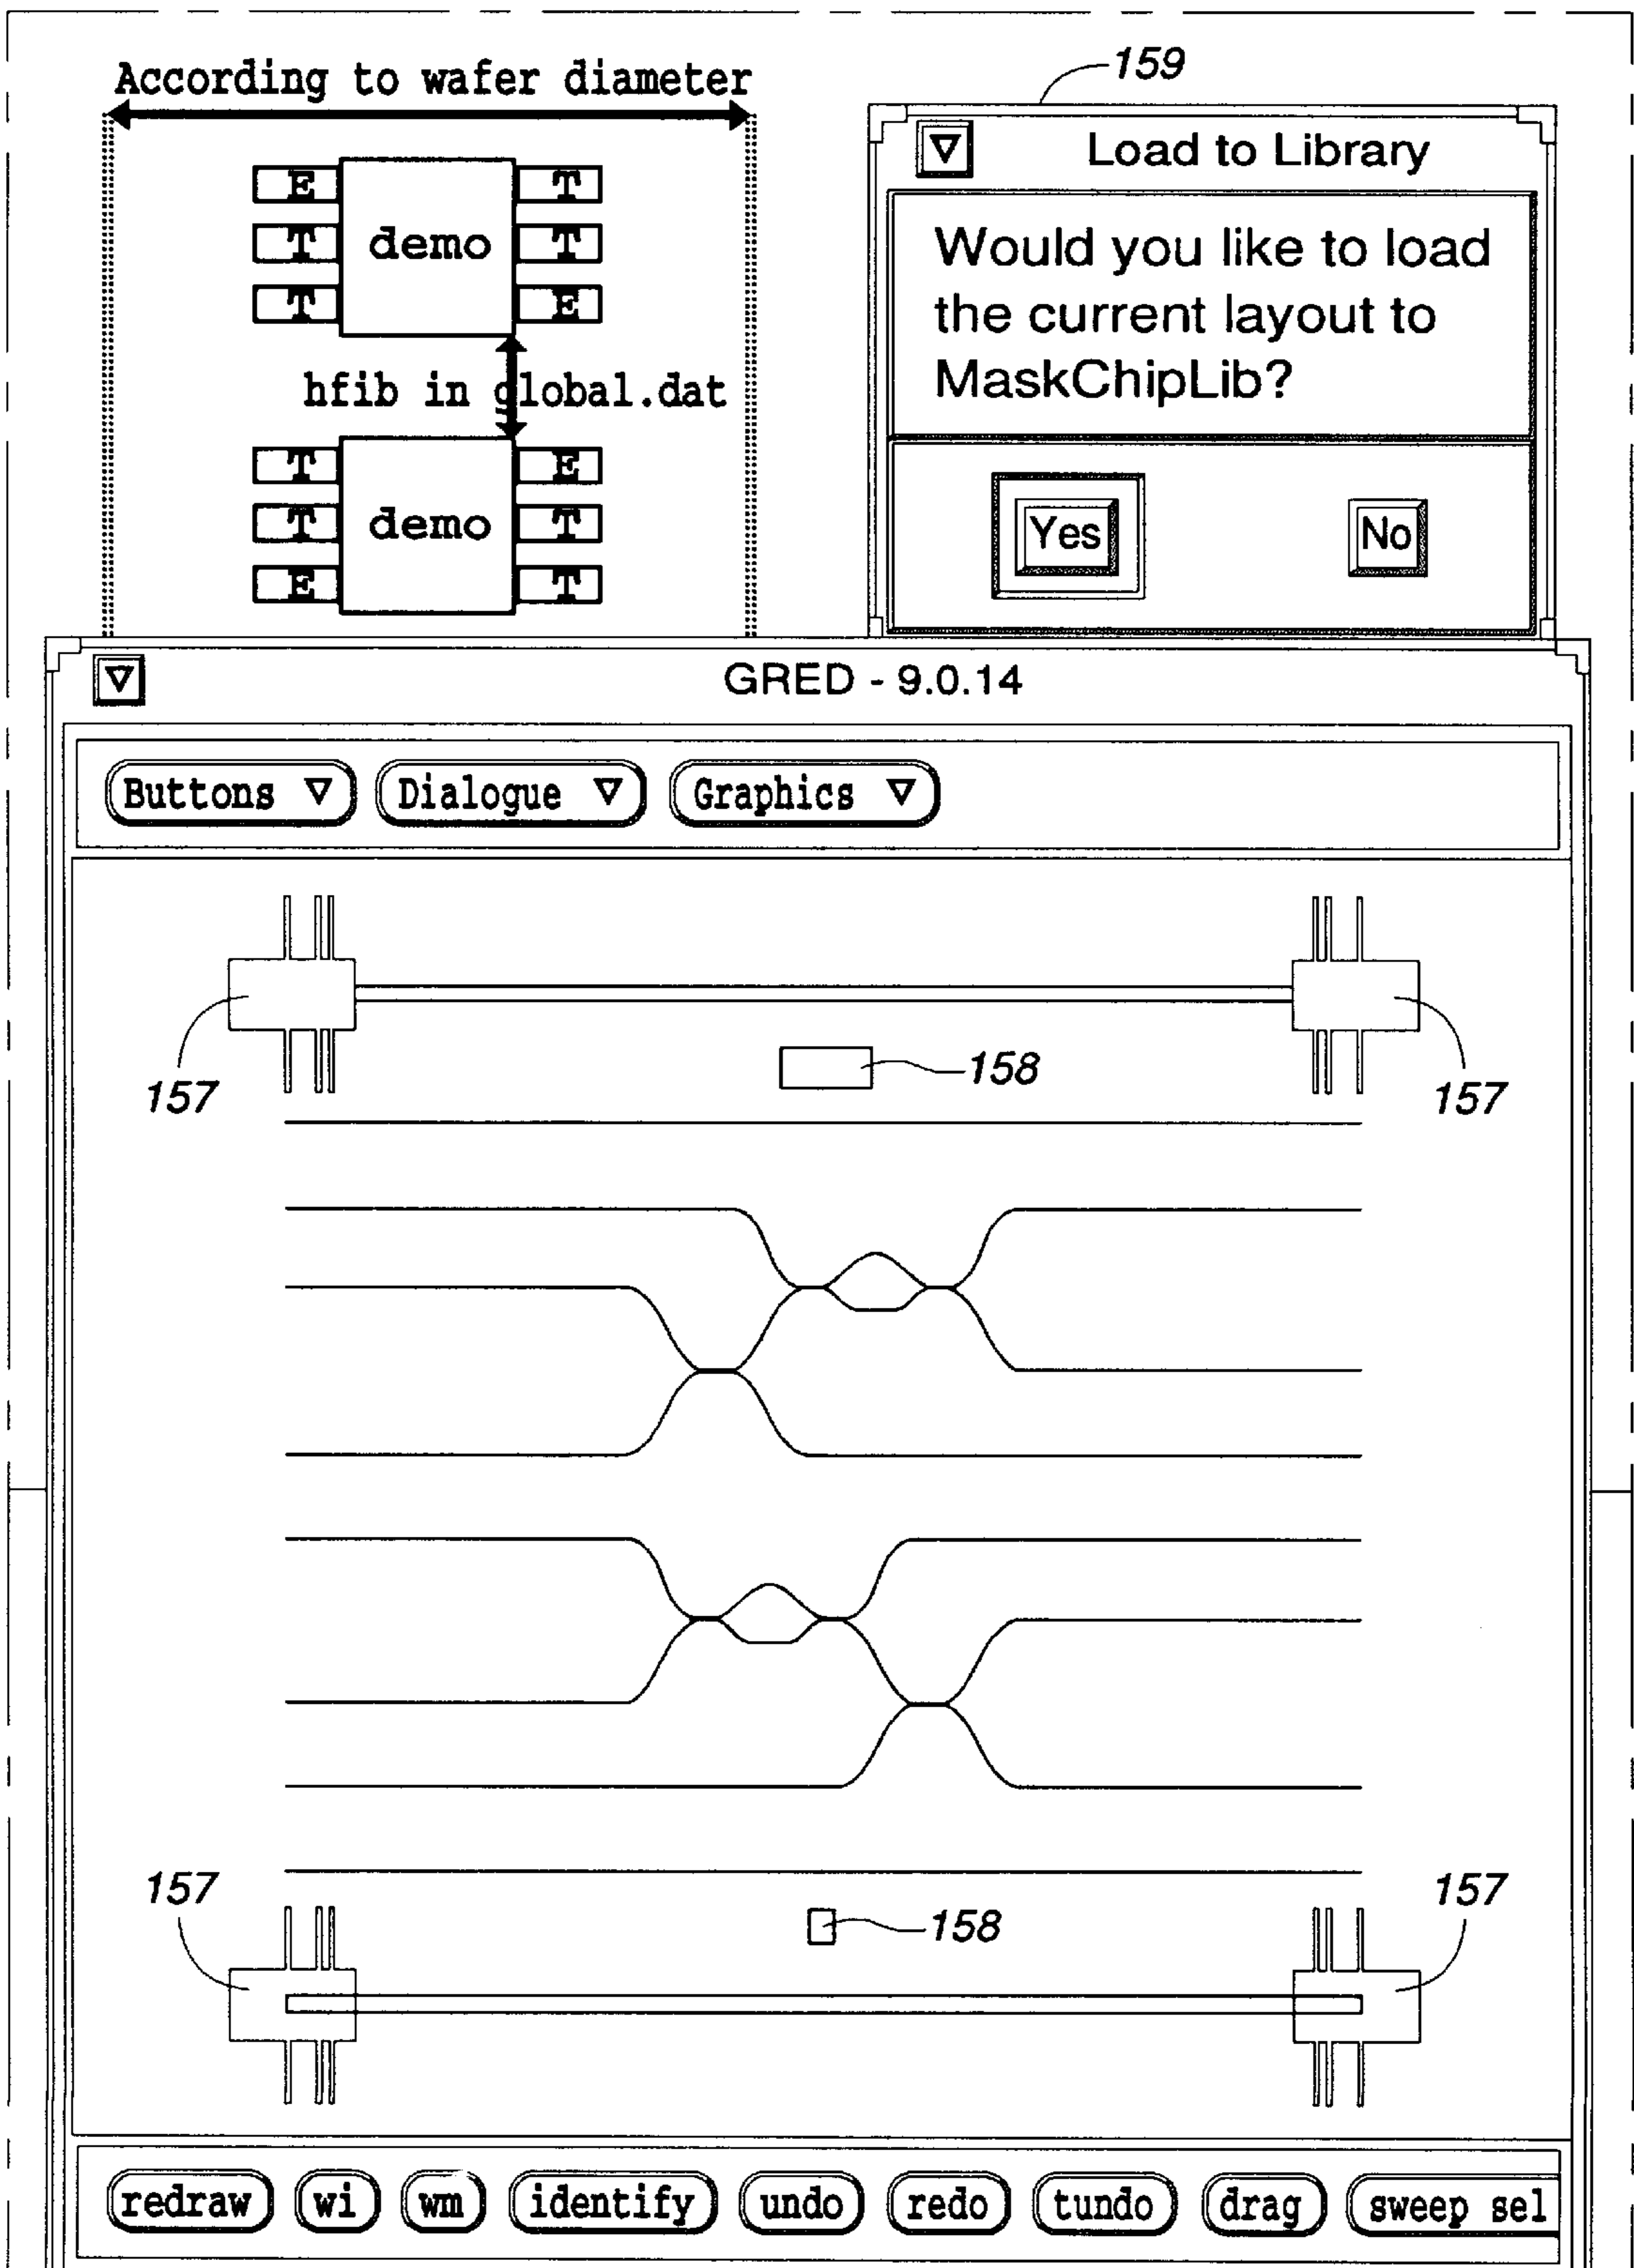 According to wafer diameter
E demo T
T T
T E
hfib in global.dat
T demo E
T T
E T
159
Load to Library
Would you like to load
the current layout to
MaskChipLib?
Yes No
GRED - 9.0.14
Buttons Dialogue Graphics
157
158
157
157
158
157
redraw wi wm identify undo redo tundo drag sweep sel